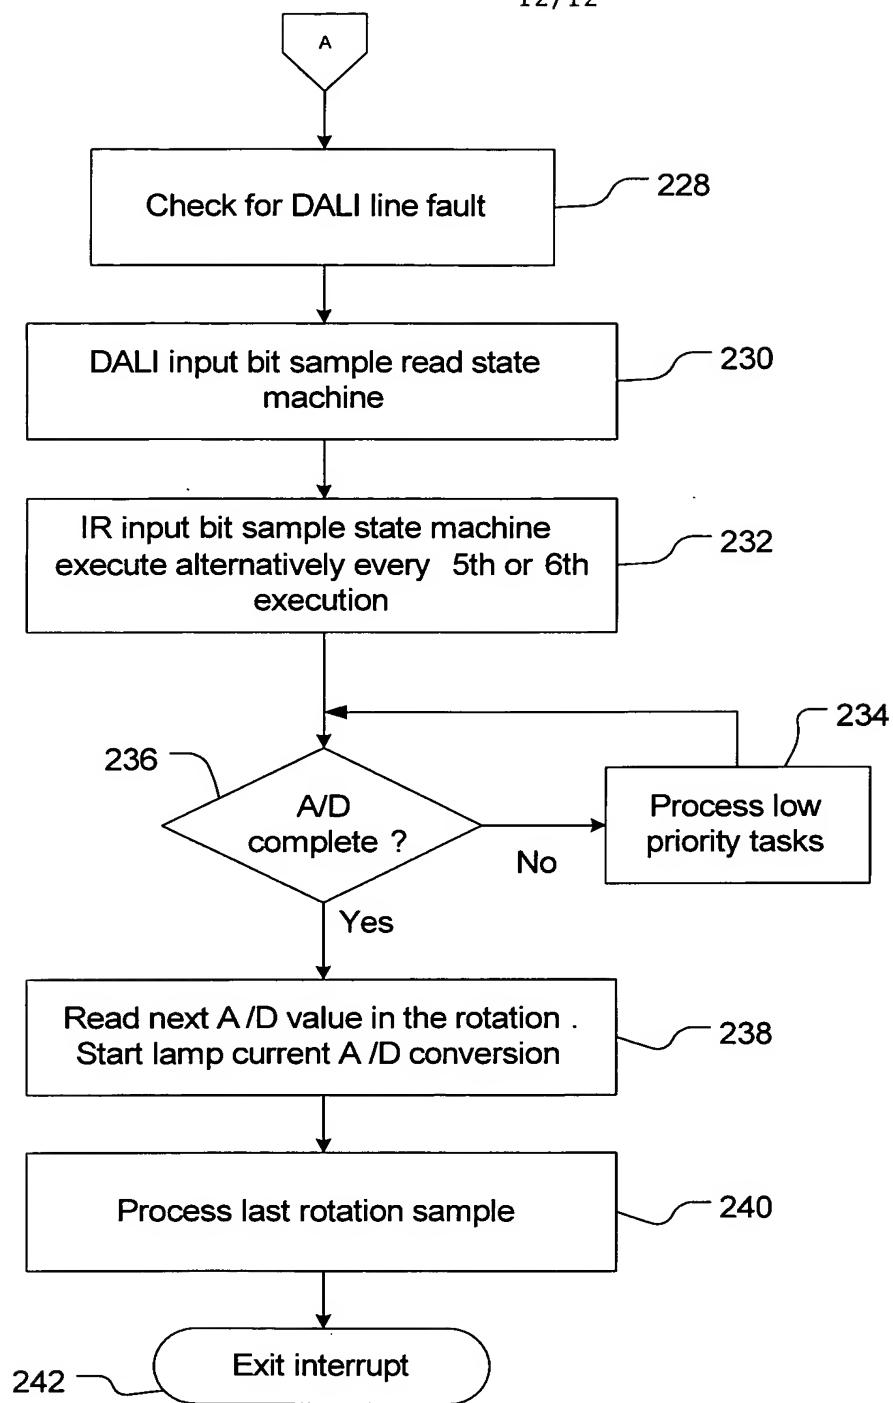 12/12
A
Check for DALI line fault
228
DALI input bit sample read state
machine
230
IR input bit sample state machine
execute alternatively every 5th or 6th
execution
232
234
236
A/D
complete ?
Process low
priority tasks
No
Yes
Read next A/D value in the rotation .
Start lamp current A/D conversion
238
Process last rotation sample
240
Exit interrupt
242